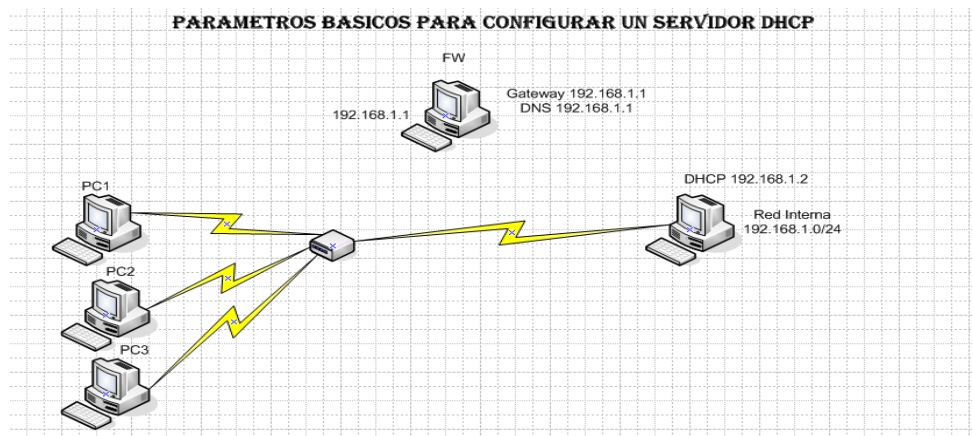 PARAMETROS BASICOS PARA CONFIGURAR UN SERVIDOR DHCP
FW
Gateway 192.168.1.1
DNS 192.168.1.1
192.168.1.1
PC1
DHCP 192.168.1.2
Red Interna
192.168.1.0/24
PC2
PC3